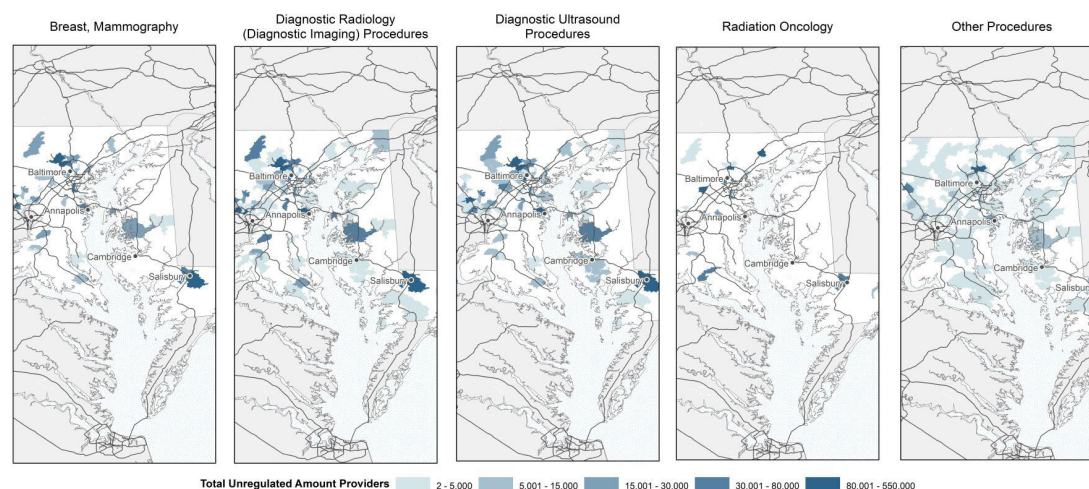 Breast, Mammography
Diagnostic Radiology
(Diagnostic Imaging) Procedures
Diagnostic Ultrasound
Procedures
Radiation Oncology
Other Procedures
Baltimore
Annapolis
Cambridge
Salisbury
Baltimore
Annapolis
Cambridge
Salisbury
Baltimore
Annapolis
Cambridge
Salisbury
Baltimore
Annapolis
Cambridge
Salisbury
Baltimore
Annapolis
Cambridge
Salisbury
Total Unregulated Amount Providers 2 - 5.000 5.001 - 15.000 15.001 - 30.000 30.001 - 80.000 80.001 - 550.000